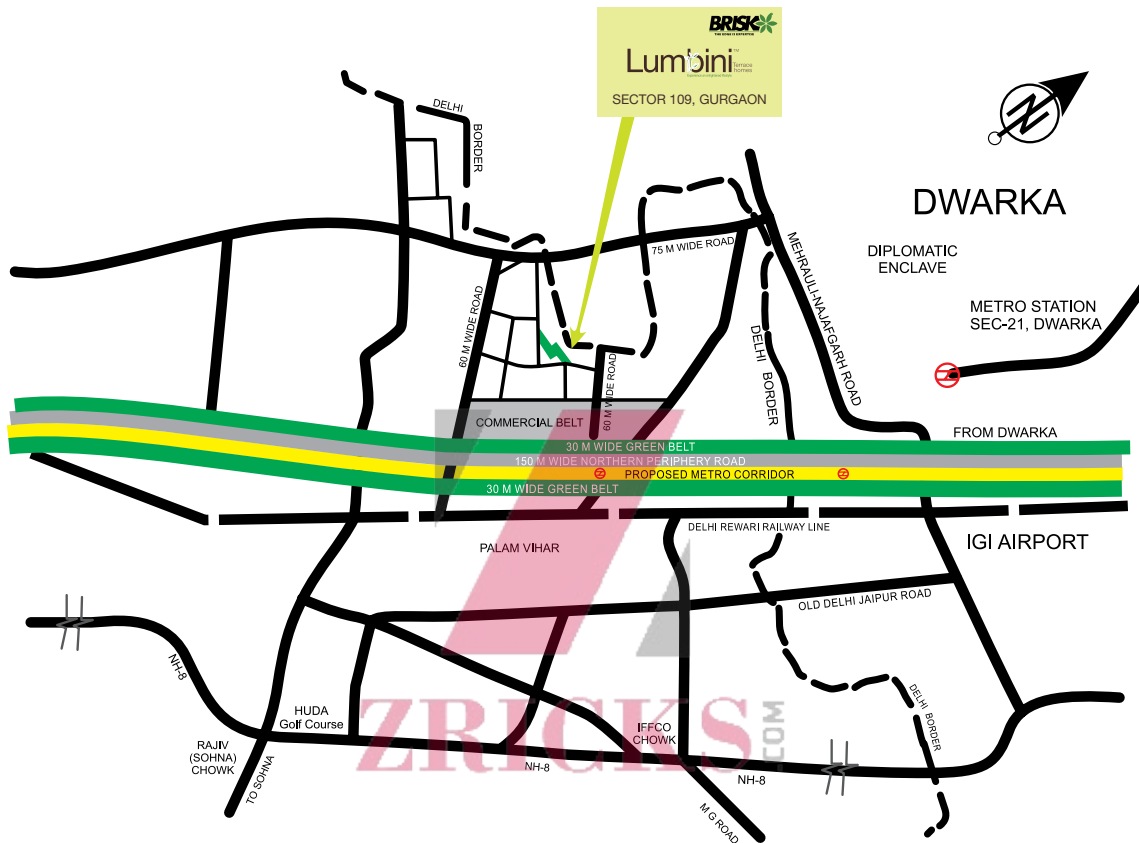 BRISK
Lumbini™
Terrace
homes
SECTOR 109, GURGAON
DELHI
BORDER
DWARKA
75 M WIDE ROAD
MEHRAULI-NAJAFGARH ROAD
DIPLOMATIC
ENCLAVE
METRO STATION
SEC-21, DWARKA
60 M WIDE ROAD
60 M WIDE ROAD
DELHI BORDER
COMMERCIAL BELT
FROM DWARKA
30 M WIDE GREEN BELT
150 M WIDE NORTHERN PERIPHERY ROAD
PROPOSED METRO CORRIDOR
30 M WIDE GREEN BELT
DELHI REWARI RAILWAY LINE
PALAM VIHAR
IGI AIRPORT
OLD DELHI JAIPUR ROAD
NH-8
HUDA
Golf Course
RAJIV
(SOHNA)
CHOWK
TO SOHNA
ZRICKS
.COM
IFFCO
CHOWK
NH-8
NH-8
DELHI BORDER
M G ROAD